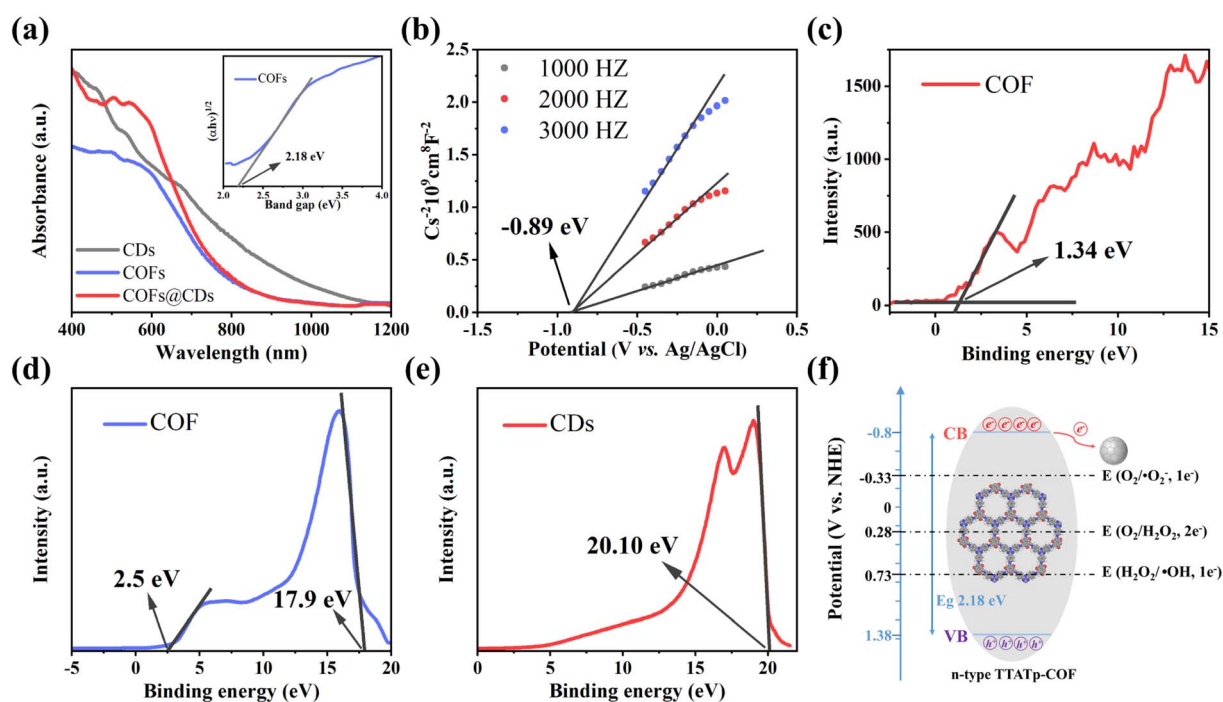 (a)
Absorbance (a.u.)
COFs
(αhν)^1/2
2.18 eV
2.0 2.5 3.0 3.5 4.0
Band gap (eV)
CDs
COFs
COFs@CDs
400 600 800 1000 1200
Wavelength (nm)
(b)
Cs⁻²10⁹ cm⁸F⁻²
2.5
2.0
1.5
1.0
0.5
0.0
1000 HZ
2000 HZ
3000 HZ
-0.89 eV
-1.5 -1.0 -0.5 0.0 0.5
Potential (V vs. Ag/AgCl)
(c)
Intensity (a.u.)
1500
1000
500
0
COF
1.34 eV
0 5 10 15
Binding energy (eV)
(d)
Intensity (a.u.)
COF
2.5 eV
17.9 eV
-5 0 5 10 15 20
Binding energy (eV)
(e)
Intensity (a.u.)
CDs
20.10 eV
0 5 10 15 20
Binding energy (eV)
(f)
Potential (V vs. NHE)
-0.8
-0.33
0
0.28
0.73
1.38
CB
e⁻ e⁻ e⁻ e⁻
e⁻
E (O₂/•O₂⁻, 1e⁻)
E (O₂/H₂O₂, 2e⁻)
E (H₂O₂/•OH, 1e⁻)
Eg 2.18 eV
VB
h⁺ h⁺ h⁺ h⁺
n-type TTATp-COF